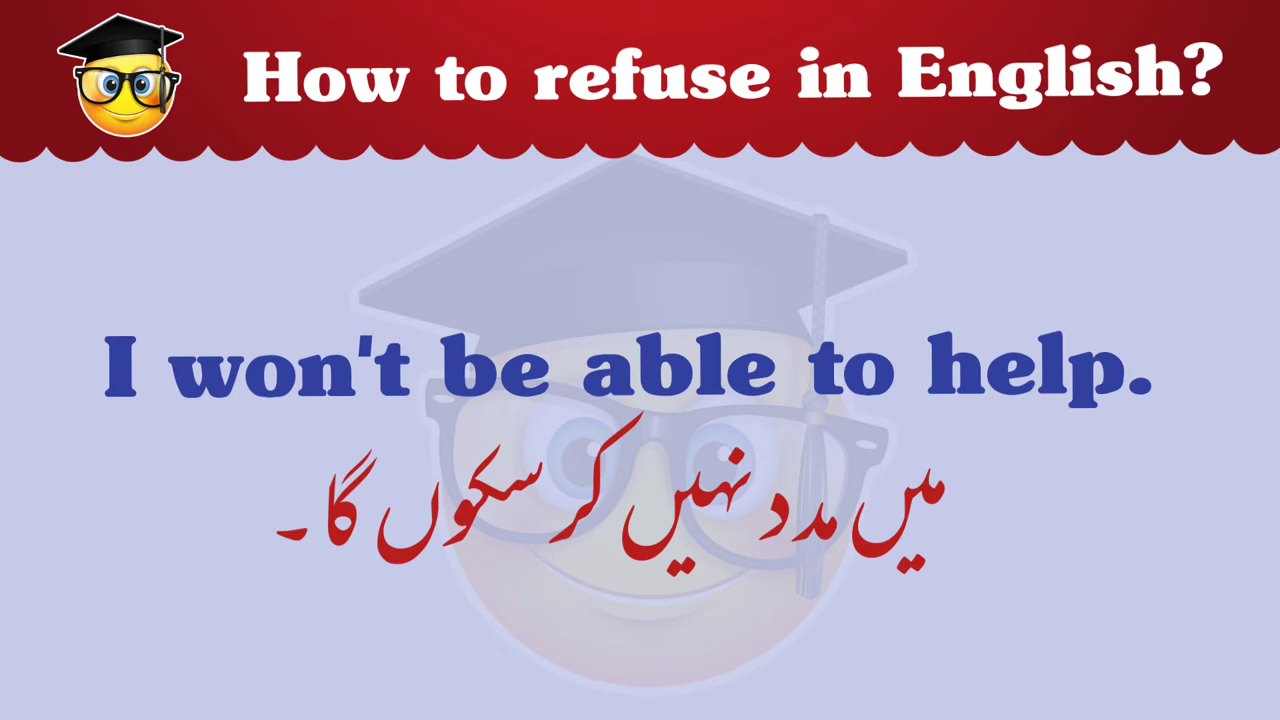 How to refuse in English?
I won't be able to help.
میں مدد نہیں کر سکوں گا۔